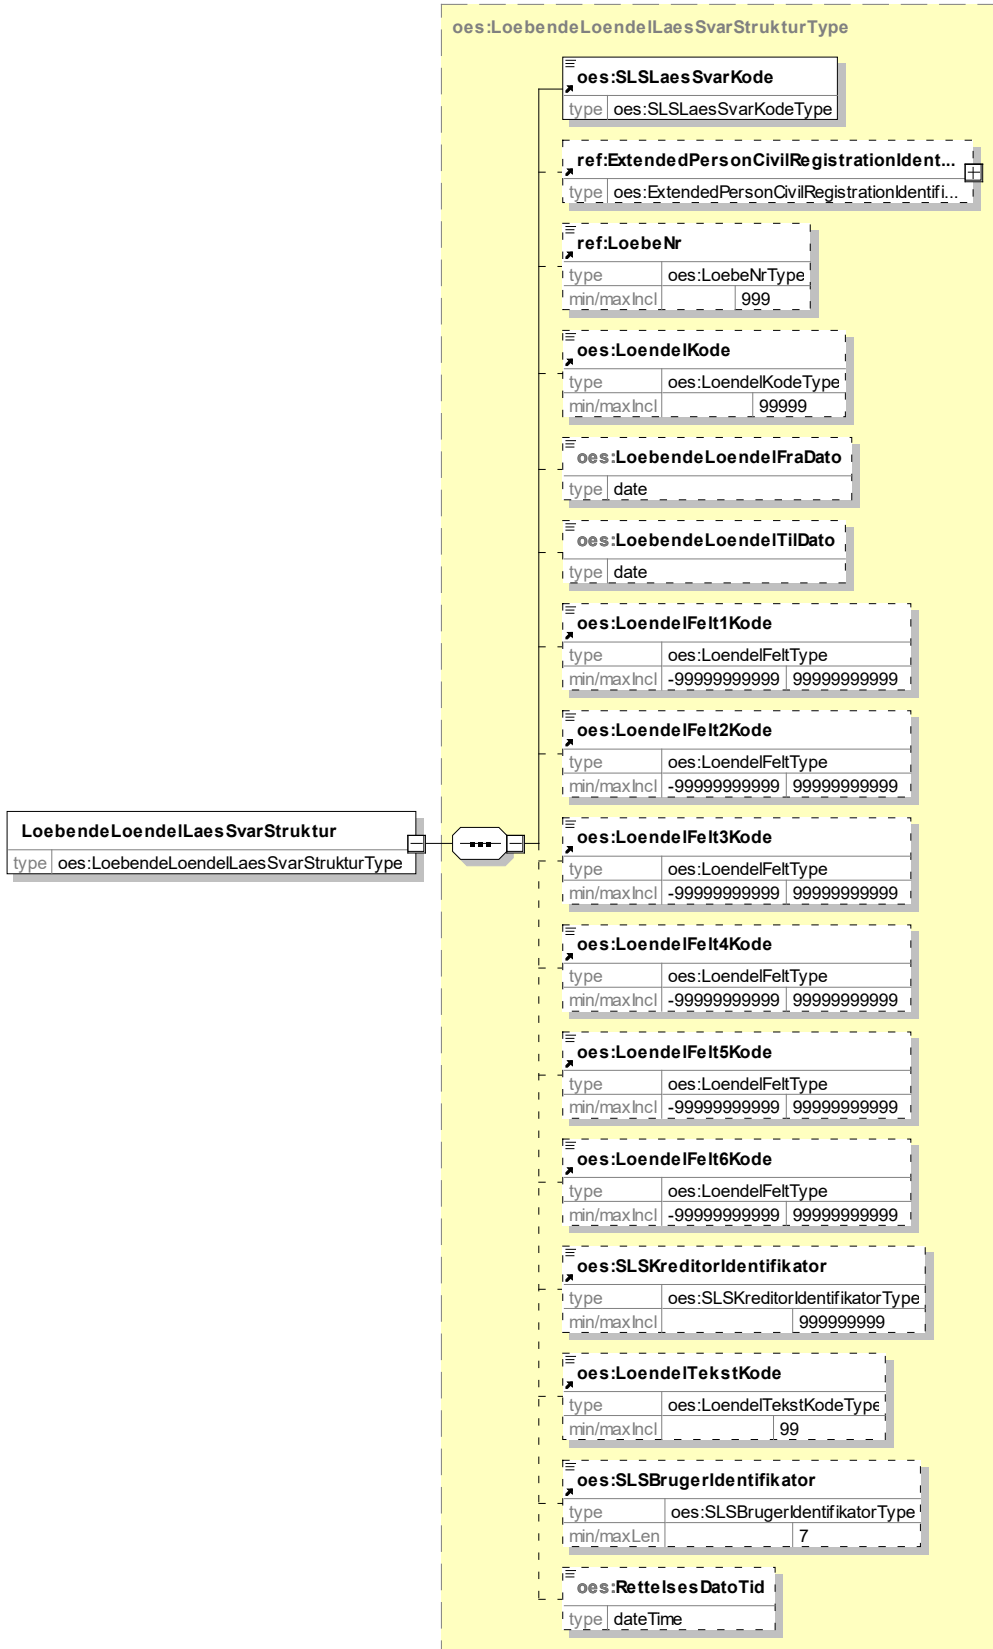 oes:LoebendeLoendelLaesSvarStrukturType
oes:SLSLaesSvarKode
type oes:SLSLaesSvarKodeType
ref:ExtendedPersonCivilRegistrationIdent...
type oes:ExtendedPersonCivilRegistrationIdentifi...
ref:LoebeNr
type oes:LoebeNrType
min/maxIncl 999
oes:LoendelKode
type oes:LoendelKodeType
min/maxIncl 99999
oes:LoebendeLoendelFraDato
type date
oes:LoebendeLoendelTilDato
type date
oes:LoendelFelt1Kode
type oes:LoendelFeltType
min/maxIncl -99999999999 99999999999
oes:LoendelFelt2Kode
type oes:LoendelFeltType
min/maxIncl -99999999999 99999999999
LoebendeLoendelLaesSvarStruktur
type oes:LoebendeLoendelLaesSvarStrukturType
oes:LoendelFelt3Kode
type oes:LoendelFeltType
min/maxIncl -99999999999 99999999999
oes:LoendelFelt4Kode
type oes:LoendelFeltType
min/maxIncl -99999999999 99999999999
oes:LoendelFelt5Kode
type oes:LoendelFeltType
min/maxIncl -99999999999 99999999999
oes:LoendelFelt6Kode
type oes:LoendelFeltType
min/maxIncl -99999999999 99999999999
oes:SLSKreditorIdentifikator
type oes:SLSKreditorIdentifikatorType
min/maxIncl 999999999
oes:LoendelTekstKode
type oes:LoendelTekstKodeType
min/maxIncl 99
oes:SLSBrugerIdentifikator
type oes:SLSBrugerIdentifikatorType
min/maxLen 7
oes:RettelsesDatoTid
type dateTime